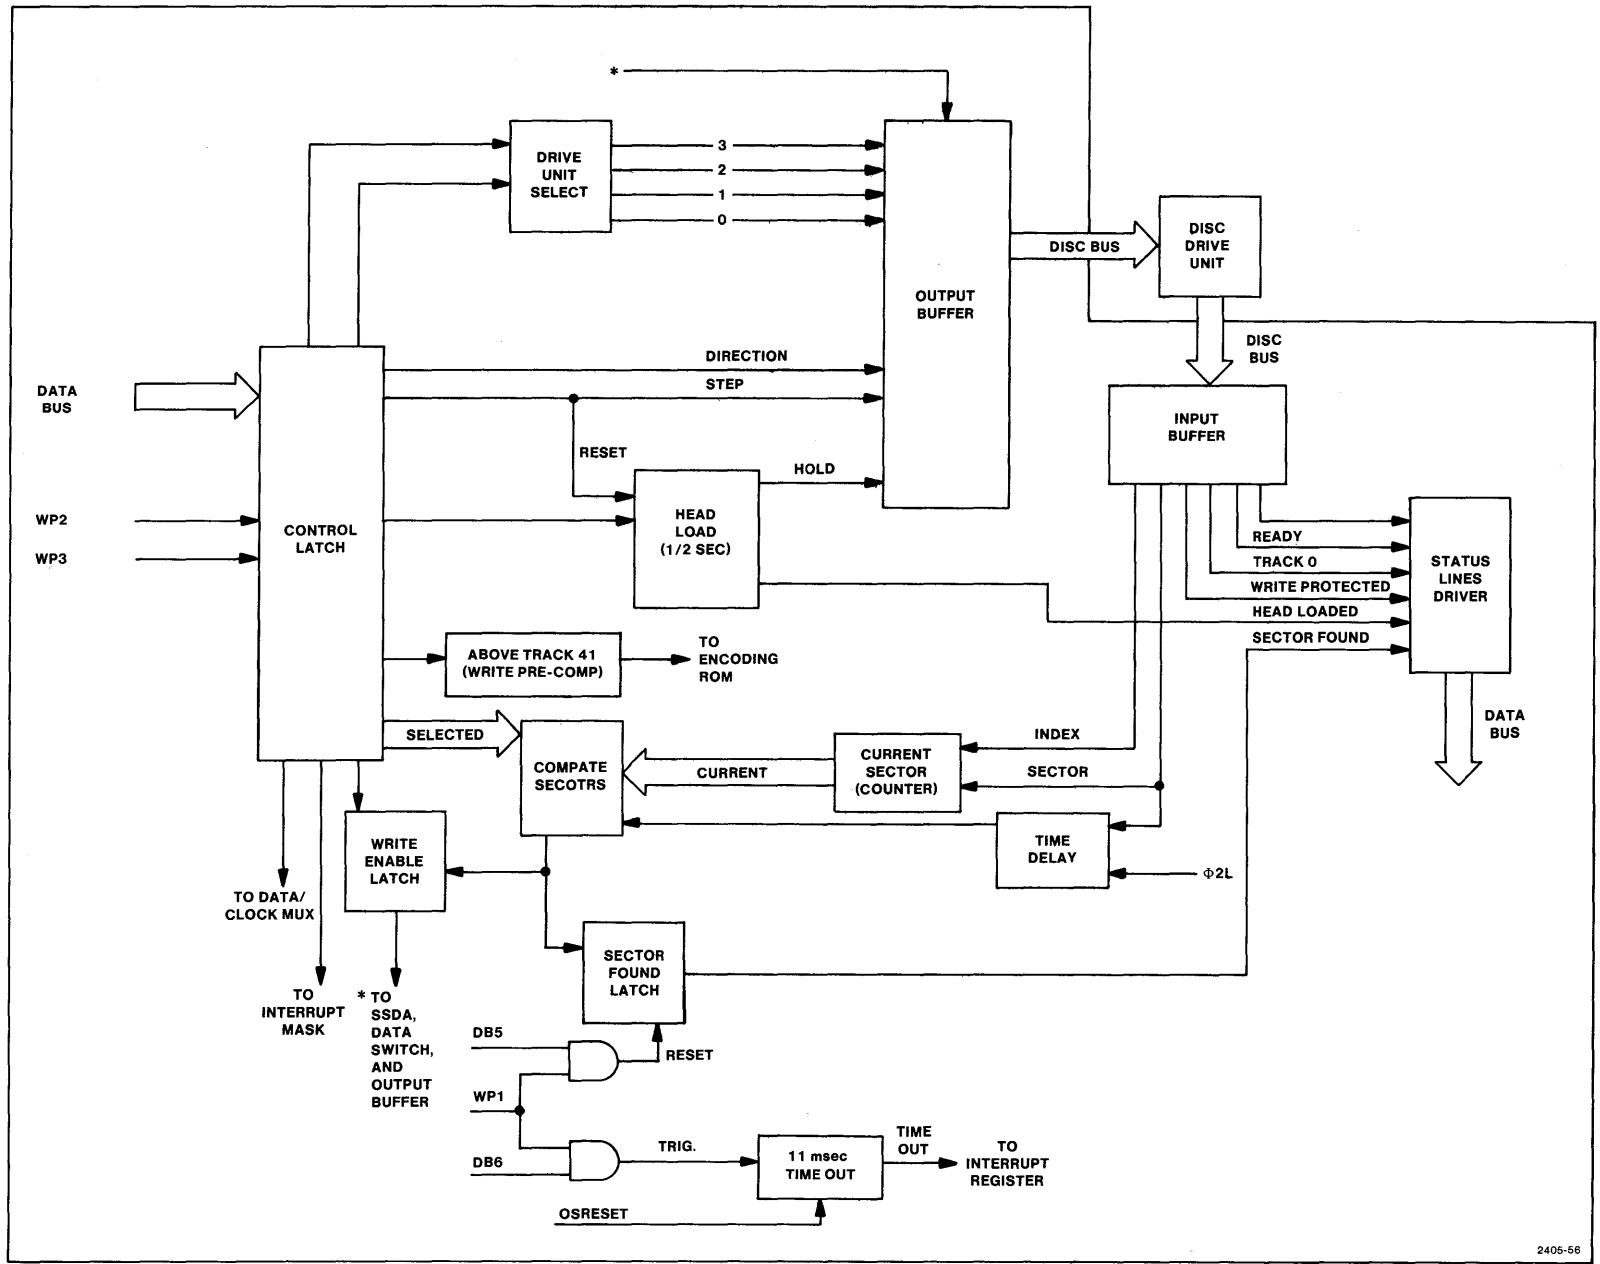 *
DRIVE
UNIT
SELECT
3
2
1
0
OUTPUT
BUFFER
DISC BUS
DISC
DRIVE
UNIT
DISC
BUS
DATA
BUS
DIRECTION
STEP
RESET
HOLD
INPUT
BUFFER
WP2
WP3
CONTROL
LATCH
HEAD
LOAD
(1/2 SEC)
READY
TRACK 0
WRITE PROTECTED
HEAD LOADED
SECTOR FOUND
STATUS
LINES
DRIVER
ABOVE TRACK 41
(WRITE PRE-COMP)
TO
ENCODING
ROM
DATA
BUS
SELECTED
COMPATE
SECOTRS
CURRENT
CURRENT
SECTOR
(COUNTER)
INDEX
SECTOR
WRITE
ENABLE
LATCH
TIME
DELAY
Φ2L
TO DATA/
CLOCK MUX
SECTOR
FOUND
LATCH
TO
INTERRUPT
MASK
* TO
SSDA,
DATA
SWITCH,
AND
OUTPUT
BUFFER
DB5
RESET
WP1
DB6
TRIG.
11 msec
TIME OUT
TIME
OUT
TO
INTERRUPT
REGISTER
OSRESET
2405-56